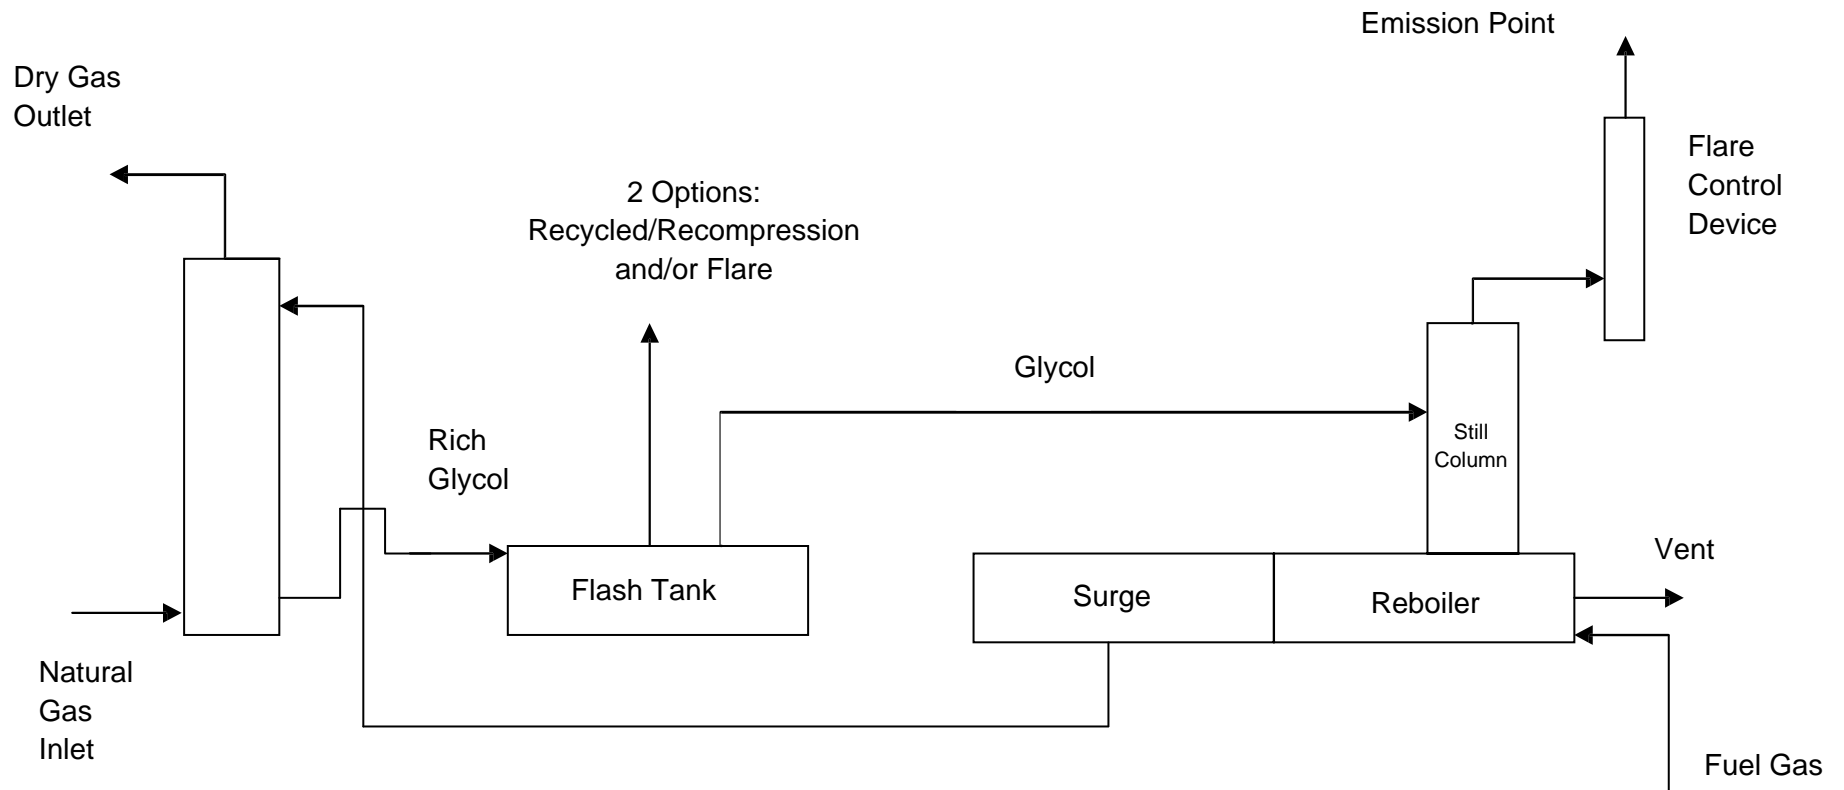 Emission Point
Dry Gas
Outlet
Flare
Control
Device
2 Options:
Recycled/Recompression
and/or Flare
Glycol
Rich
Glycol
Still
Column
Vent
Flash Tank
Surge
Reboiler
Natural
Gas
Inlet
Fuel Gas